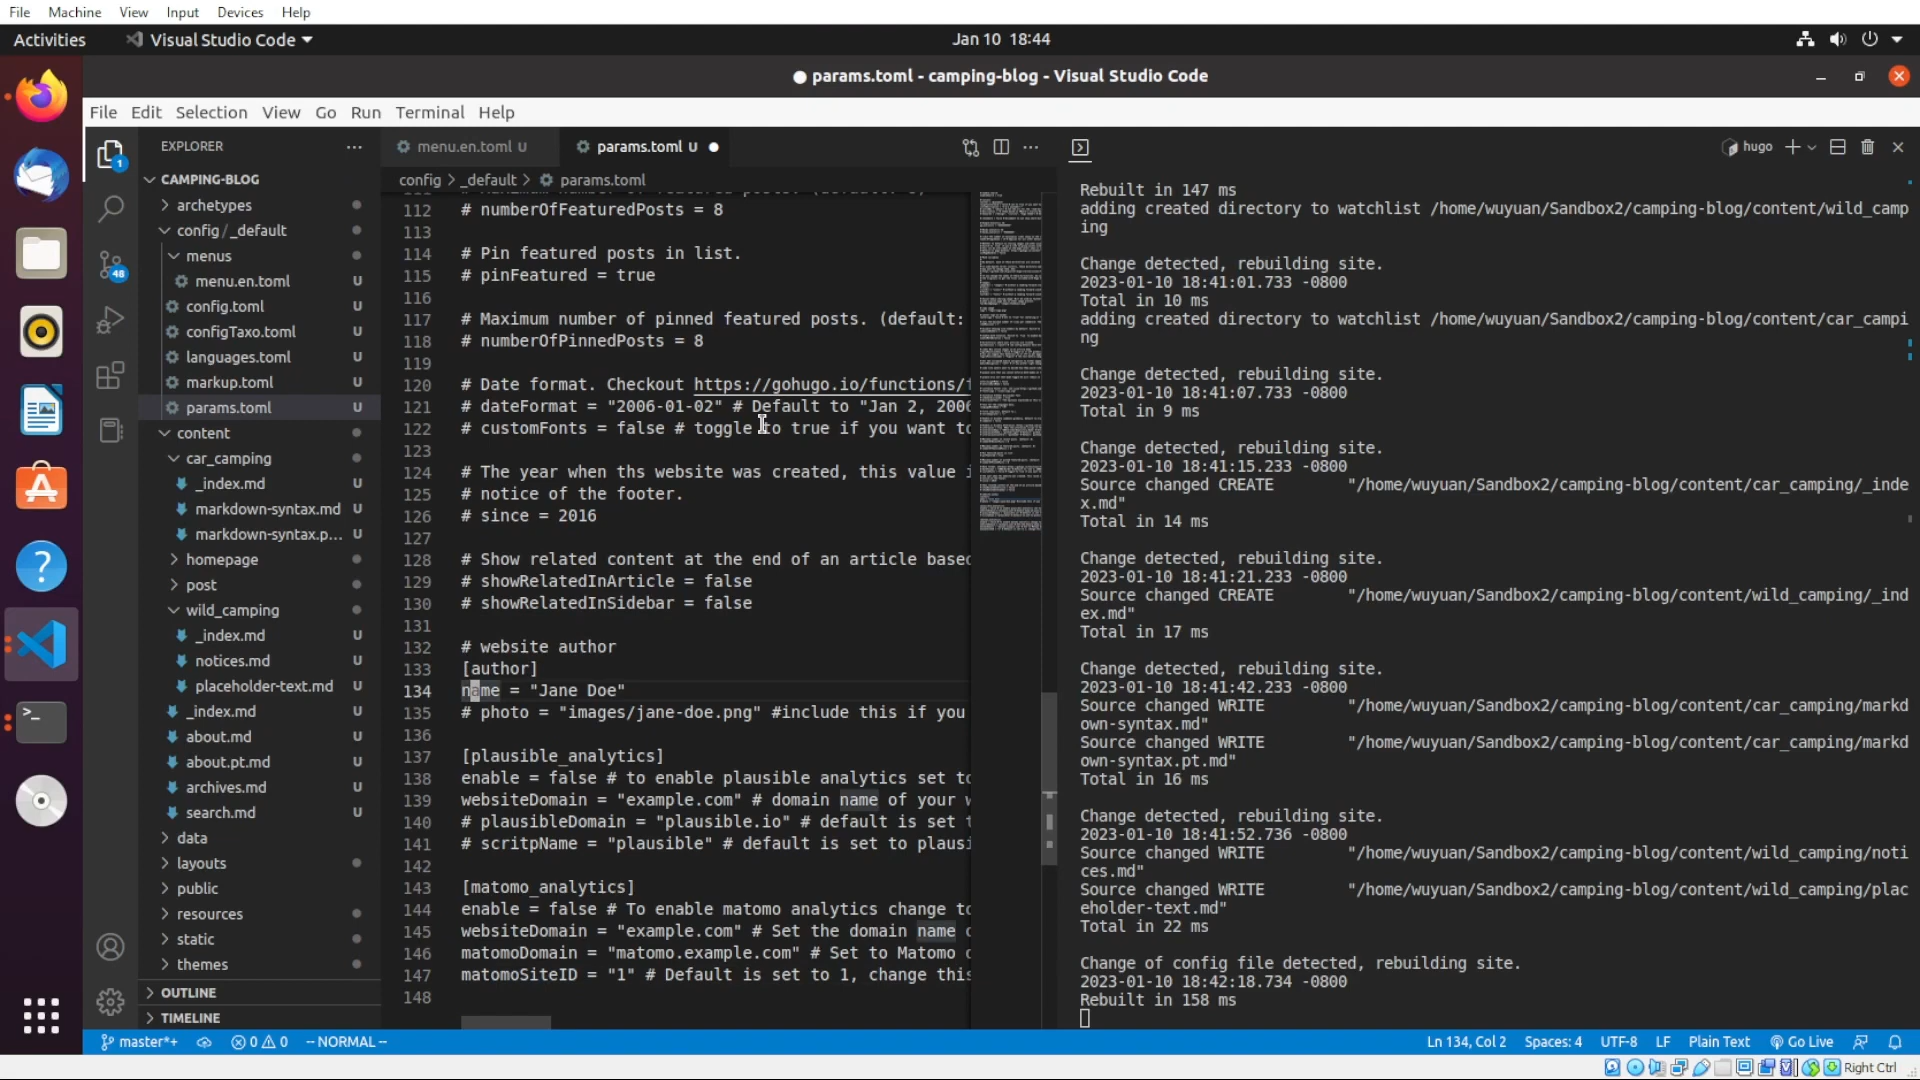 File Machine View Input Devices Help
Activities Visual Studio Code Jan 10 18:44
● params.toml - camping-blog - Visual Studio Code
File Edit Selection View Go Run Terminal Help
EXPLORER
CAMPING-BLOG
archetypes
config / _default
menus
menu.en.toml U
config.toml U
configTaxo.toml U
languages.toml U
markup.toml U
params.toml U
content
car_camping
_index.md U
markdown-syntax.md U
markdown-syntax.p... U
homepage
post
wild_camping
_index.md U
notices.md U
placeholder-text.md U
_index.md U
about.md U
about.pt.md U
archives.md U
search.md U
data
layouts
public
resources
static
themes
OUTLINE
TIMELINE
1
48
menu.en.toml U params.toml U
config > _default > params.toml
112 # numberOfFeaturedPosts = 8
113
114 # Pin featured posts in list.
115 # pinFeatured = true
116
117 # Maximum number of pinned featured posts. (default:
118 # numberOfPinnedPosts = 8
119
120 # Date format. Checkout https://gohugo.io/functions/
121 # dateFormat = "2006-01-02" # Default to "Jan 2, 2006
122 # customFonts = false # toggle to true if you want to
123
124 # The year when ths website was created, this value
125 # notice of the footer.
126 # since = 2016
127
128 # Show related content at the end of an article based
129 # showRelatedInArticle = false
130 # showRelatedInSidebar = false
131
132 # website author
133 [author]
134 name = "Jane Doe"
135 # photo = "images/jane-doe.png" #include this if you
136
137 [plausible_analytics]
138 enable = false # to enable plausible analytics set to
139 websiteDomain = "example.com" # domain name of your
140 # plausibleDomain = "plausible.io" # default is set
141 # scritpName = "plausible" # default is set to plausi
142
143 [matomo_analytics]
144 enable = false # To enable matomo analytics change to
145 websiteDomain = "example.com" # Set the domain name
146 matomoDomain = "matomo.example.com" # Set to Matomo
147 matomoSiteID = "1" # Default is set to 1, change this
148
hugo
Rebuilt in 147 ms
adding created directory to watchlist /home/wuyuan/Sandbox2/camping-blog/content/wild_camp
ing
Change detected, rebuilding site.
2023-01-10 18:41:01.733 -0800
Total in 10 ms
adding created directory to watchlist /home/wuyuan/Sandbox2/camping-blog/content/car_campi
ng
Change detected, rebuilding site.
2023-01-10 18:41:07.733 -0800
Total in 9 ms
Change detected, rebuilding site.
2023-01-10 18:41:15.233 -0800
Source changed CREATE "/home/wuyuan/Sandbox2/camping-blog/content/car_camping/_inde
x.md"
Total in 14 ms
Change detected, rebuilding site.
2023-01-10 18:41:21.233 -0800
Source changed CREATE "/home/wuyuan/Sandbox2/camping-blog/content/wild_camping/_ind
ex.md"
Total in 17 ms
Change detected, rebuilding site.
2023-01-10 18:41:42.233 -0800
Source changed WRITE "/home/wuyuan/Sandbox2/camping-blog/content/car_camping/markd
own-syntax.md"
Source changed WRITE "/home/wuyuan/Sandbox2/camping-blog/content/car_camping/markd
own-syntax.pt.md"
Total in 16 ms
Change detected, rebuilding site.
2023-01-10 18:41:52.736 -0800
Source changed WRITE "/home/wuyuan/Sandbox2/camping-blog/content/wild_camping/noti
ces.md"
Source changed WRITE "/home/wuyuan/Sandbox2/camping-blog/content/wild_camping/plac
eholder-text.md"
Total in 22 ms
Change of config file detected, rebuilding site.
2023-01-10 18:42:18.734 -0800
Rebuilt in 158 ms
master*+ 0 0 -- NORMAL -- Ln 134, Col 2 Spaces: 4 UTF-8 LF Plain Text Go Live
Right Ctrl